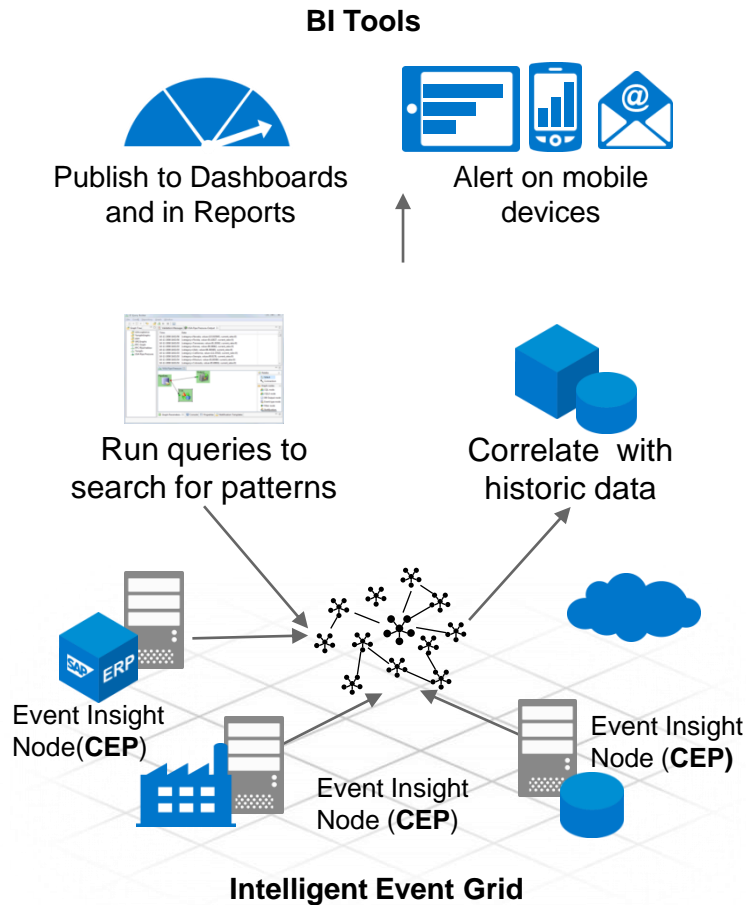 BI Tools
@
Publish to Dashboards
and in Reports
Alert on mobile
devices
Run queries to
search for patterns
Correlate with
historic data
SAP ERP
Event Insight
Node(CEP)
Event Insight
Node (CEP)
Event Insight
Node (CEP)
Intelligent Event Grid